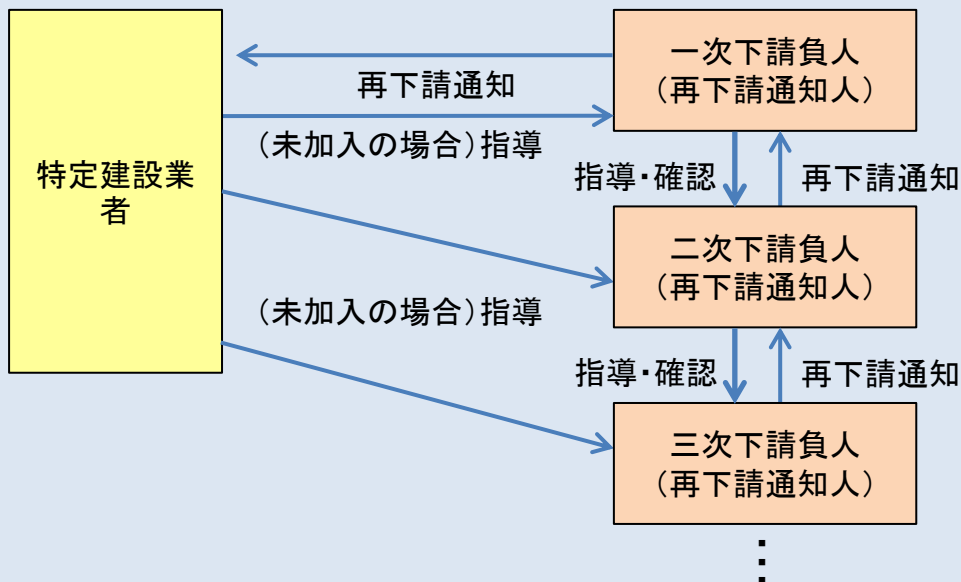 一次下請負人
（再下請通知人）
再下請通知
（未加入の場合）指導
特定建設業
者
指導・確認
再下請通知
二次下請負人
（再下請通知人）
（未加入の場合）指導
指導・確認
再下請通知
三次下請負人
（再下請通知人）
⋮